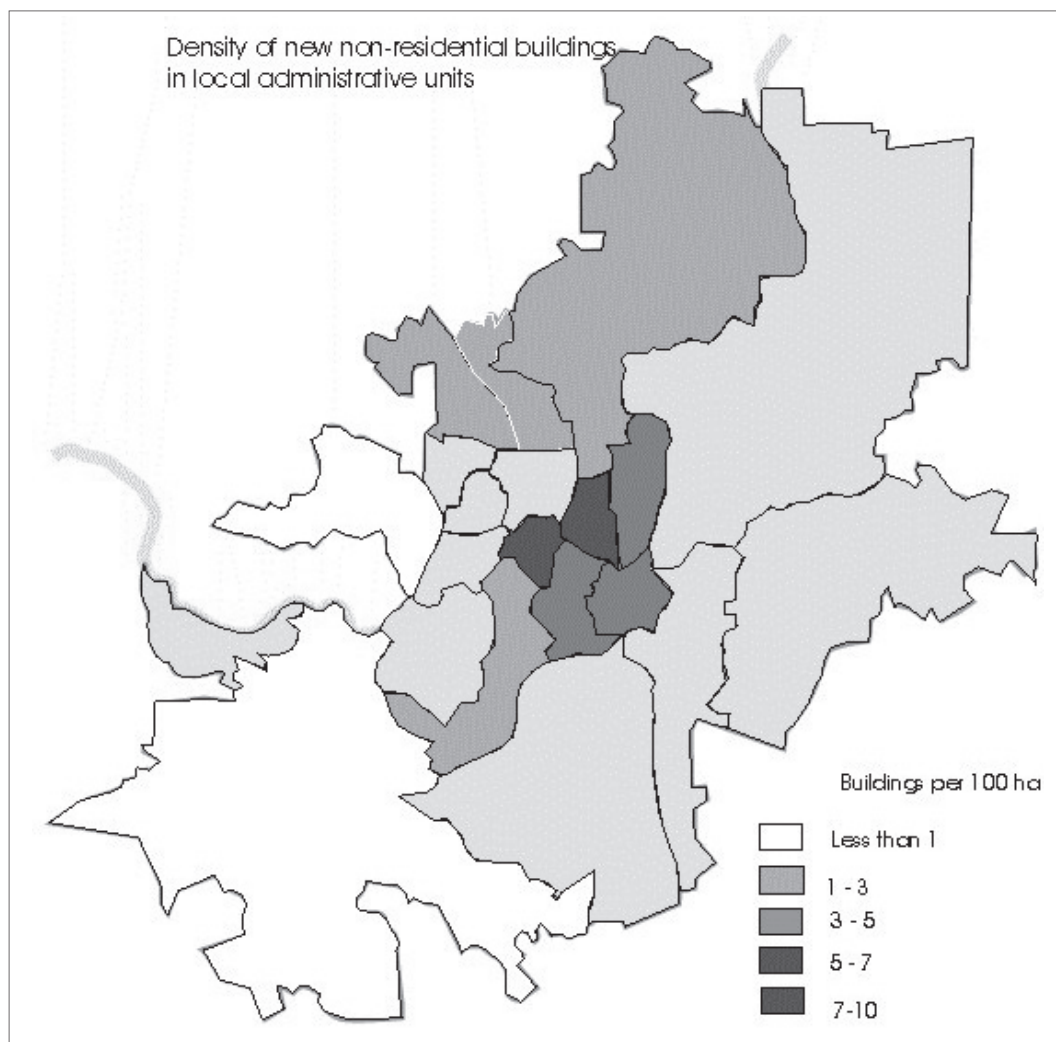 Density of new non-residential buildings
in local administrative units
Buildings per 100 ha
Less than 1
1 - 3
3 - 5
5 - 7
7-10